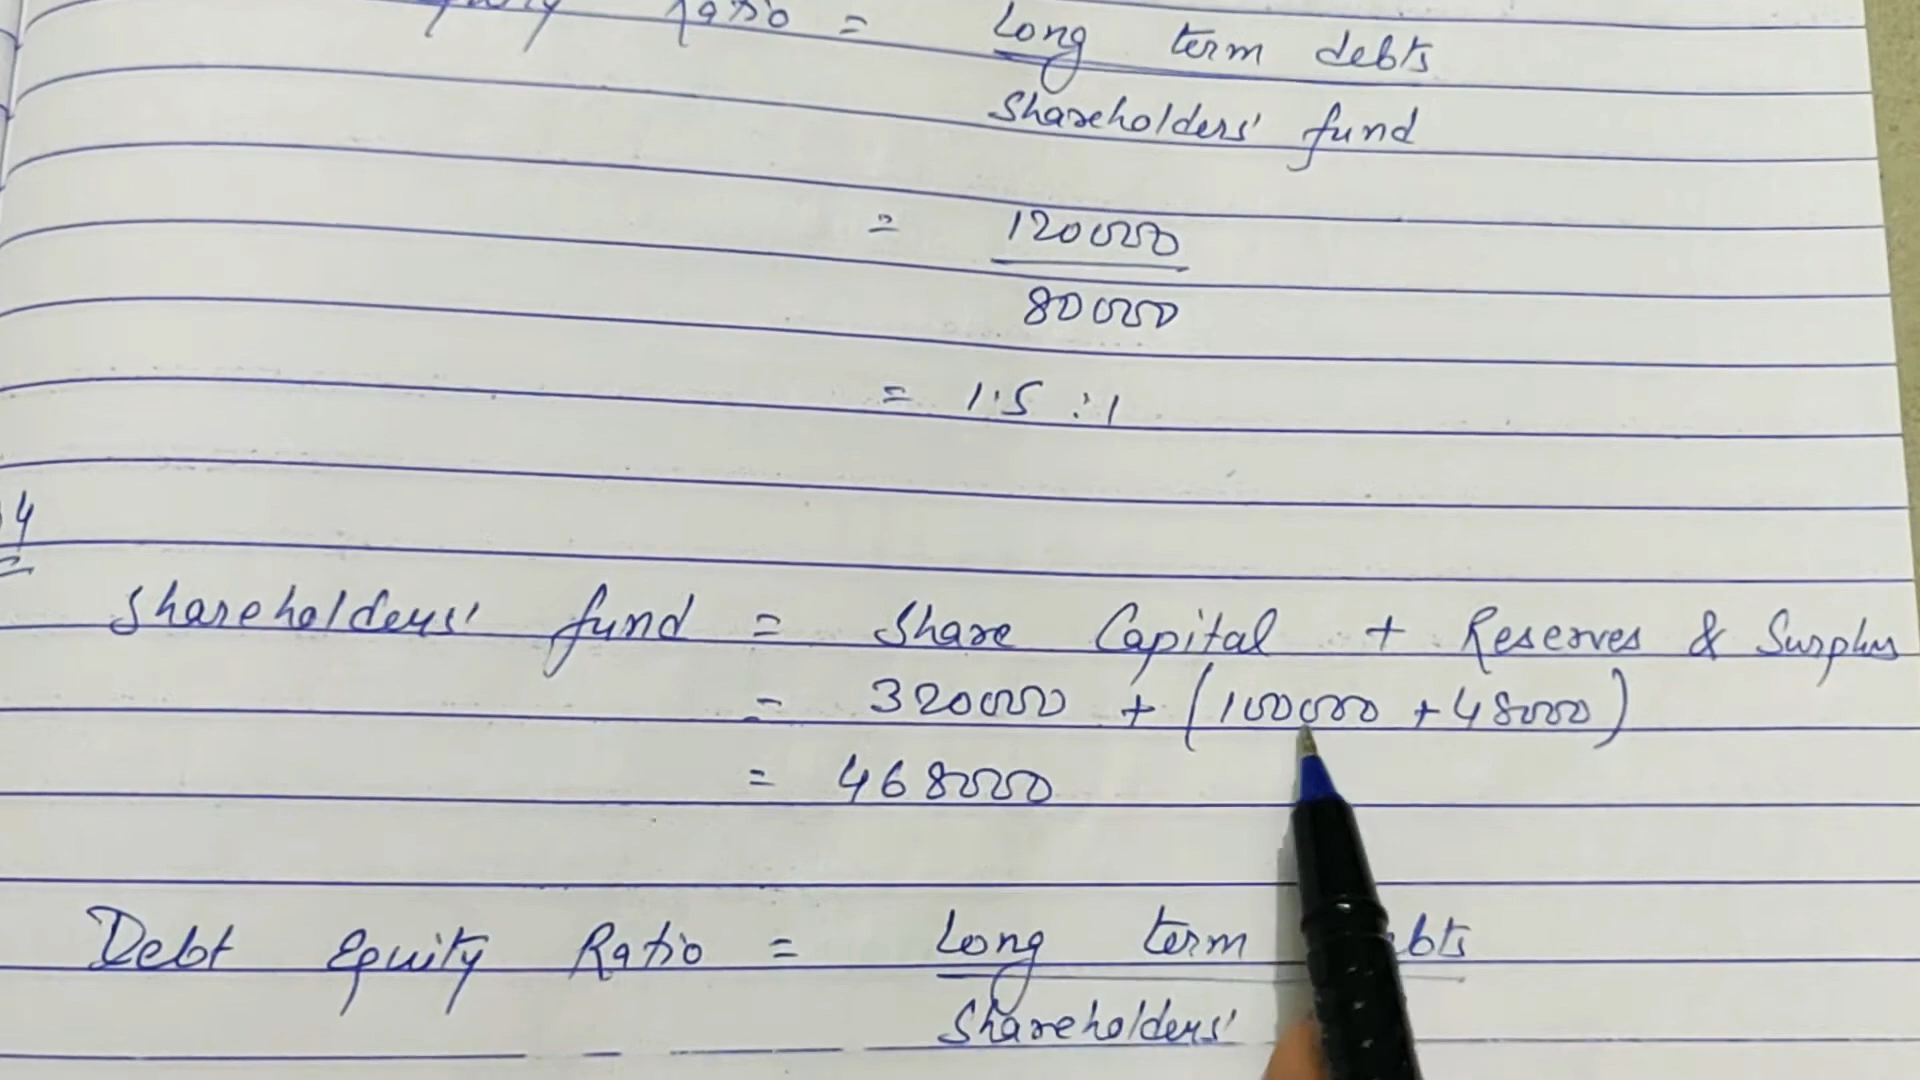 Ratio = Long term debts
Shareholders' fund
= 120000
80000
= 1.5 : 1
4
Shareholders' fund = Share Capital + Reserves & Surplus
= 320000 + (100000 + 48000)
= 468000
Debt Equity Ratio = Long term
Shareholders'